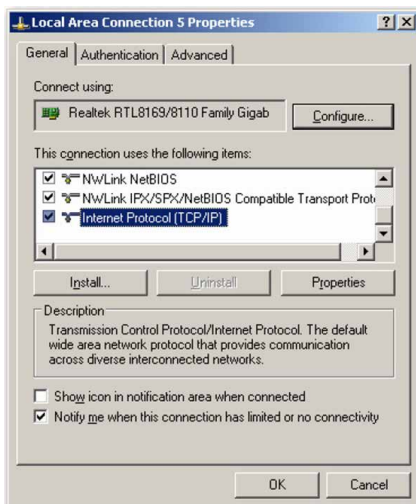 Local Area Connection 5 Properties
General Authentication Advanced
Connect using:
Realtek RTL8169/8110 Family Gigab
Configure...
This connection uses the following items:
NWLink NetBIOS
NWLink IPX/SPX/NetBIOS Compatible Transport Prot
Internet Protocol (TCP/IP)
Install... Uninstall Properties
Description
Transmission Control Protocol/Internet Protocol. The default
wide area network protocol that provides communication
across diverse interconnected networks.
Show icon in notification area when connected
Notify me when this connection has limited or no connectivity
OK Cancel